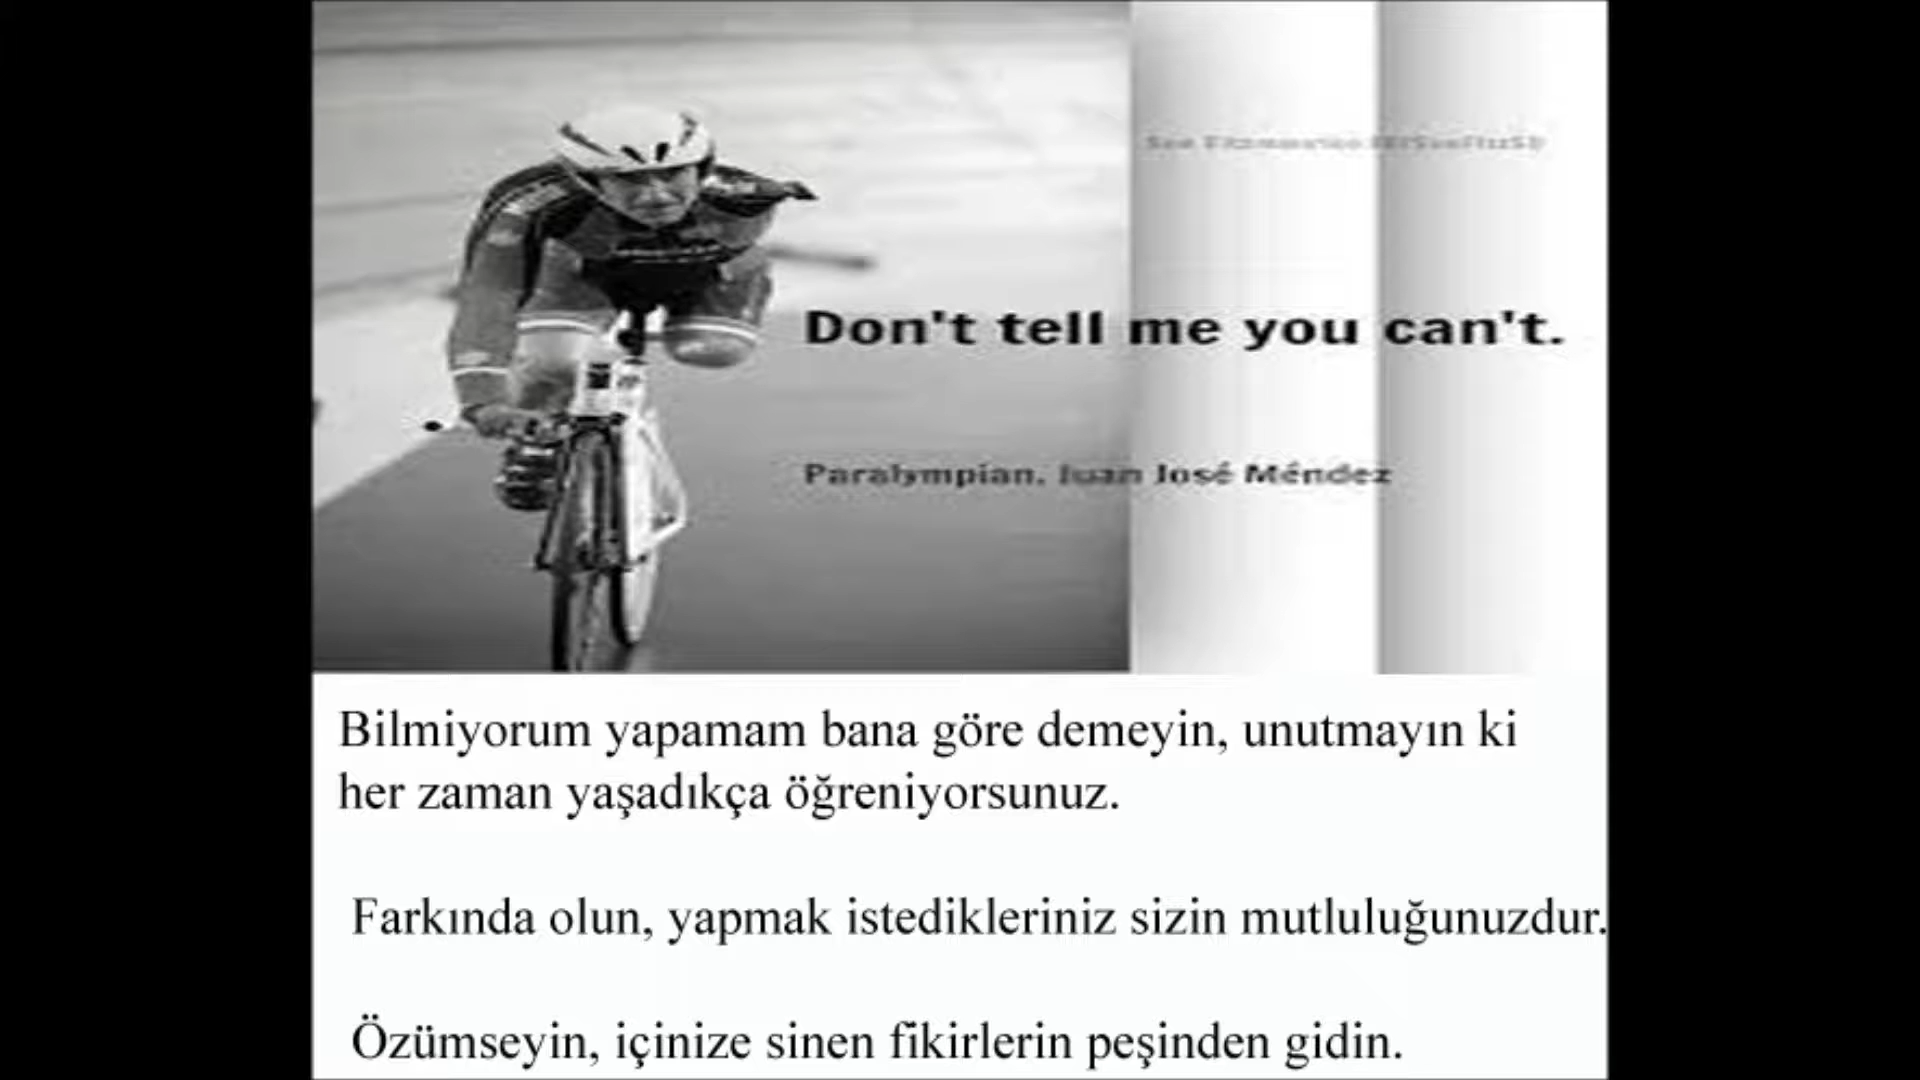 Don't tell me you can't.
Paralympian, Juan José Méndez
Bilmiyorum yapamam bana göre demeyin, unutmayın ki
her zaman yaşadıkça öğreniyorsunuz.
Farkında olun, yapmak istedikleriniz sizin mutluluğunuzdur.
Özümseyin, içinize sinen fikirlerin peşinden gidin.